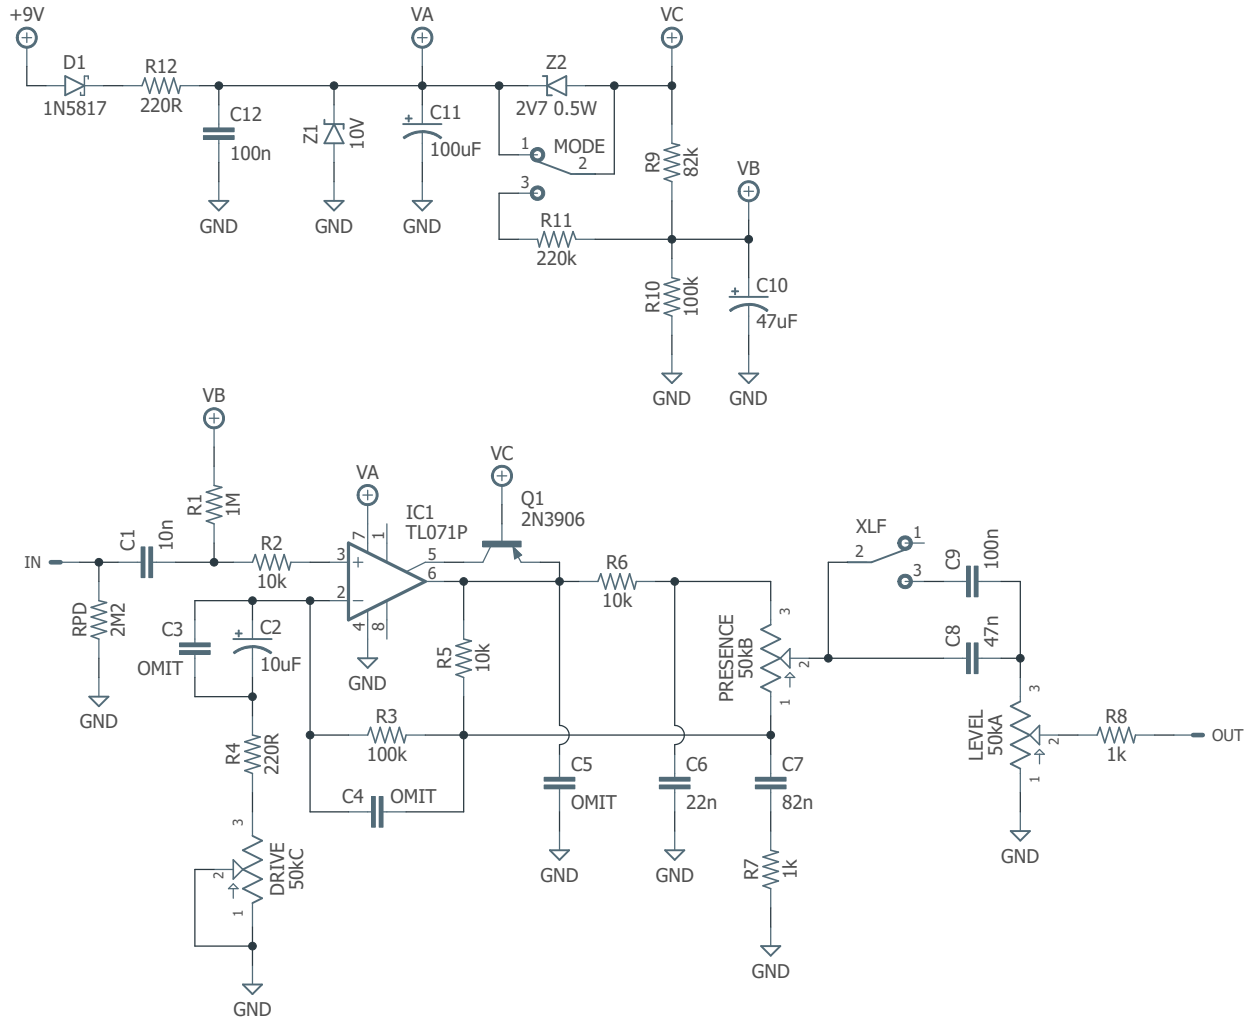 +9V
VA
VC
D1
1N5817
R12
220R
C12
100n
GND
Z1
10V
GND
C11
100uF
GND
Z2
2V7 0.5W
1
MODE
2
3
R9
82k
VB
R11
220k
R10
100k
C10
47uF
GND
GND
VB
VA
VC
R1
1M
IN
C1
10n
R2
10k
RPD
2M2
GND
IC1
TL071P
7
1
3
2
5
6
4
8
GND
Q1
2N3906
C3
OMIT
C2
10uF
R4
220R
3
DRIVE
50kC
2
1
GND
R5
10k
R3
100k
C4
OMIT
R6
10k
C5
OMIT
GND
C6
22n
GND
PRESENCE
50kB
3
2
1
C7
82n
R7
1k
GND
XLF
1
2
3
C9
100n
C8
47n
LEVEL
50kA
3
2
1
GND
R8
1k
OUT